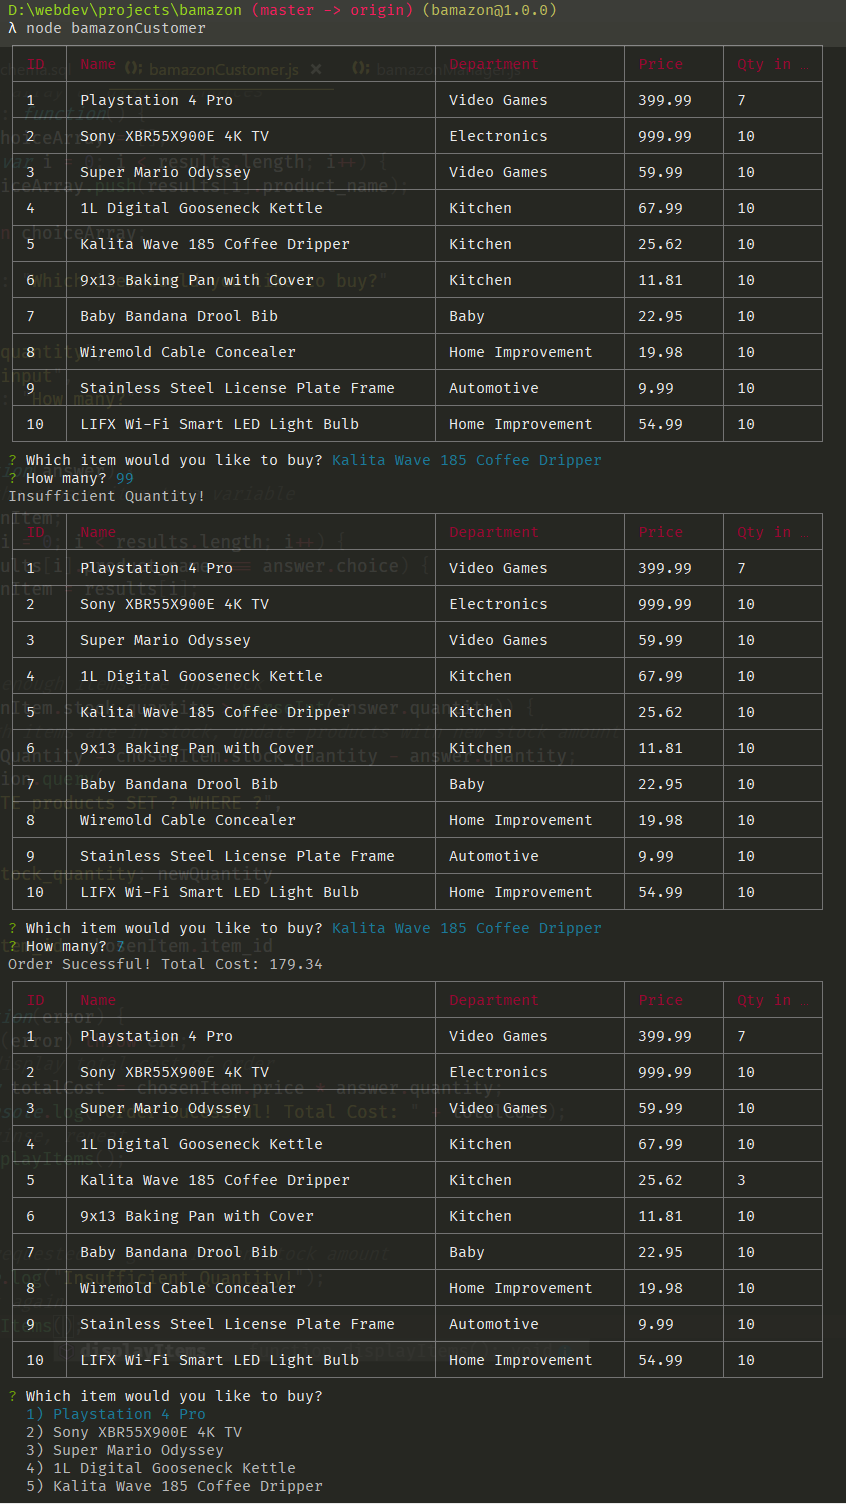 D:\webdev\projects\bamazon (master -> origin) (bamazon@1.0.0)
λ node bamazonCustomer
ID Name Department Price Qty in …
1 Playstation 4 Pro Video Games 399.99 7
2 Sony XBR55X900E 4K TV Electronics 999.99 10
3 Super Mario Odyssey Video Games 59.99 10
4 1L Digital Gooseneck Kettle Kitchen 67.99 10
5 Kalita Wave 185 Coffee Dripper Kitchen 25.62 10
6 9x13 Baking Pan with Cover Kitchen 11.81 10
7 Baby Bandana Drool Bib Baby 22.95 10
8 Wiremold Cable Concealer Home Improvement 19.98 10
9 Stainless Steel License Plate Frame Automotive 9.99 10
10 LIFX Wi-Fi Smart LED Light Bulb Home Improvement 54.99 10
? Which item would you like to buy? Kalita Wave 185 Coffee Dripper
? How many? 99
Insufficient Quantity!
ID Name Department Price Qty in …
1 Playstation 4 Pro Video Games 399.99 7
2 Sony XBR55X900E 4K TV Electronics 999.99 10
3 Super Mario Odyssey Video Games 59.99 10
4 1L Digital Gooseneck Kettle Kitchen 67.99 10
5 Kalita Wave 185 Coffee Dripper Kitchen 25.62 10
6 9x13 Baking Pan with Cover Kitchen 11.81 10
7 Baby Bandana Drool Bib Baby 22.95 10
8 Wiremold Cable Concealer Home Improvement 19.98 10
9 Stainless Steel License Plate Frame Automotive 9.99 10
10 LIFX Wi-Fi Smart LED Light Bulb Home Improvement 54.99 10
? Which item would you like to buy? Kalita Wave 185 Coffee Dripper
? How many? 7
Order Sucessful! Total Cost: 179.34
ID Name Department Price Qty in …
1 Playstation 4 Pro Video Games 399.99 7
2 Sony XBR55X900E 4K TV Electronics 999.99 10
3 Super Mario Odyssey Video Games 59.99 10
4 1L Digital Gooseneck Kettle Kitchen 67.99 10
5 Kalita Wave 185 Coffee Dripper Kitchen 25.62 3
6 9x13 Baking Pan with Cover Kitchen 11.81 10
7 Baby Bandana Drool Bib Baby 22.95 10
8 Wiremold Cable Concealer Home Improvement 19.98 10
9 Stainless Steel License Plate Frame Automotive 9.99 10
10 LIFX Wi-Fi Smart LED Light Bulb Home Improvement 54.99 10
? Which item would you like to buy?
1) Playstation 4 Pro
2) Sony XBR55X900E 4K TV
3) Super Mario Odyssey
4) 1L Digital Gooseneck Kettle
5) Kalita Wave 185 Coffee Dripper